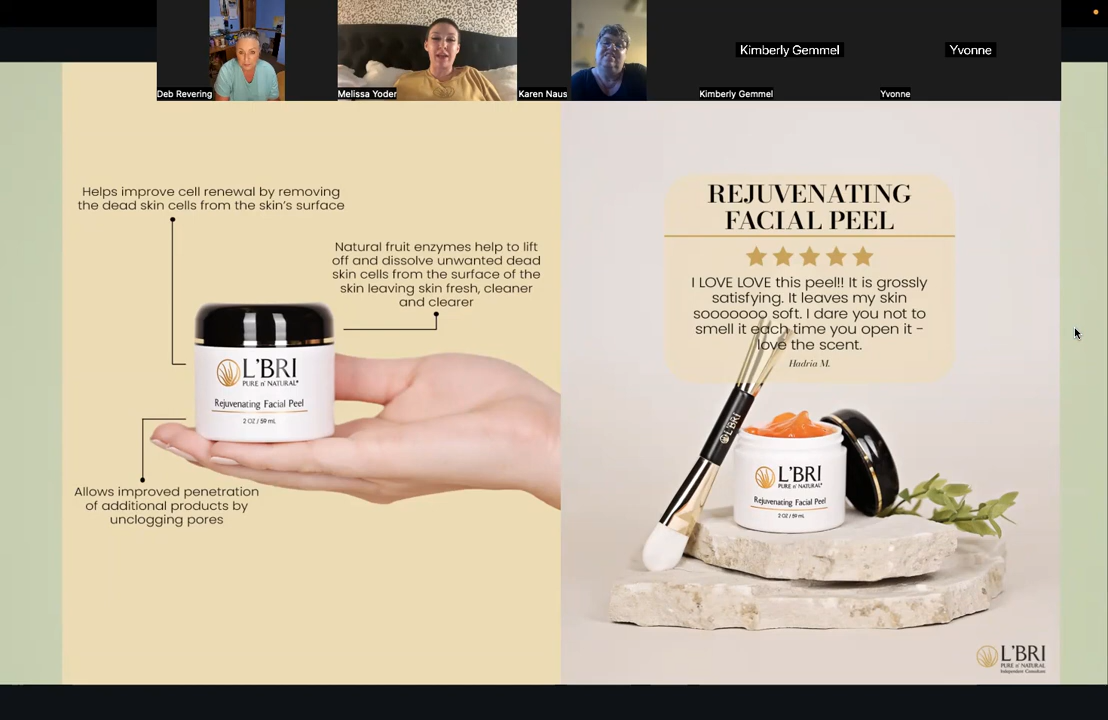 Kimberly Gemmel
Yvonne
Deb Revering
Melissa Yoder
Karen Naus
Kimberly Gemmel
Yvonne
Helps improve cell renewal by removing
the dead skin cells from the skin's surface
Natural fruit enzymes help to lift
off and dissolve unwanted dead
skin cells from the surface of the
skin leaving skin fresh, cleaner
and clearer
L'BRI
PURE n' NATURAL®
Rejuvenating Facial Peel
2 OZ / 59 mL
Allows improved penetration
of additional products by
unclogging pores
REJUVENATING
FACIAL PEEL
I LOVE LOVE this peel!! It is grossly
satisfying. It leaves my skin
sooooooo soft. I dare you not to
smell it each time you open it -
love the scent.
Hadria M.
L'BRI
L'BRI
PURE n' NATURAL®
Rejuvenating Facial Peel
2 OZ / 59 mL
L'BRI
PURE n' NATURAL
Independent Consultant